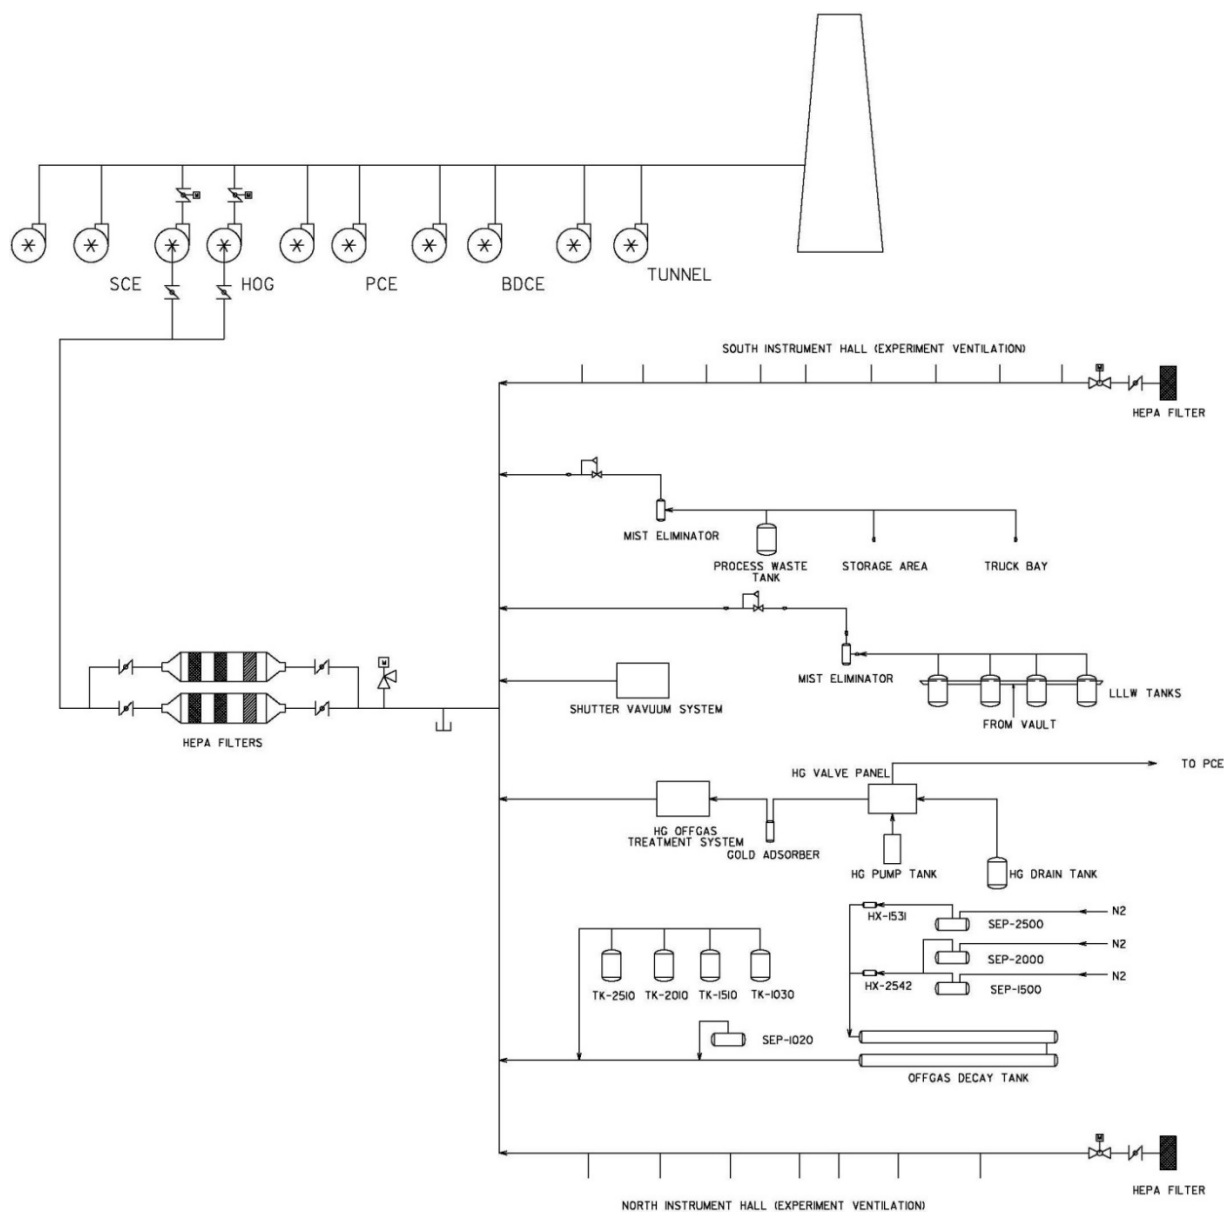 SCE
HOG
PCE
BDCE
TUNNEL
SOUTH INSTRUMENT HALL (EXPERIMENT VENTILATION)
M
HEPA FILTER
MIST ELIMINATOR
PROCESS WASTE
TANK
STORAGE AREA
TRUCK BAY
M
HEPA FILTERS
SHUTTER VAVUUM SYSTEM
MIST ELIMINATOR
LLLW TANKS
FROM VAULT
HG VALVE PANEL
TO PCE
HG OFFGAS
TREATMENT SYSTEM
GOLD ADSORBER
HG PUMP TANK
HG DRAIN TANK
HX-1531
SEP-2500
N2
SEP-2000
N2
HX-2542
SEP-1500
N2
TK-2510
TK-2010
TK-1510
TK-1030
SEP-1020
OFFGAS DECAY TANK
M
HEPA FILTER
NORTH INSTRUMENT HALL (EXPERIMENT VENTILATION)